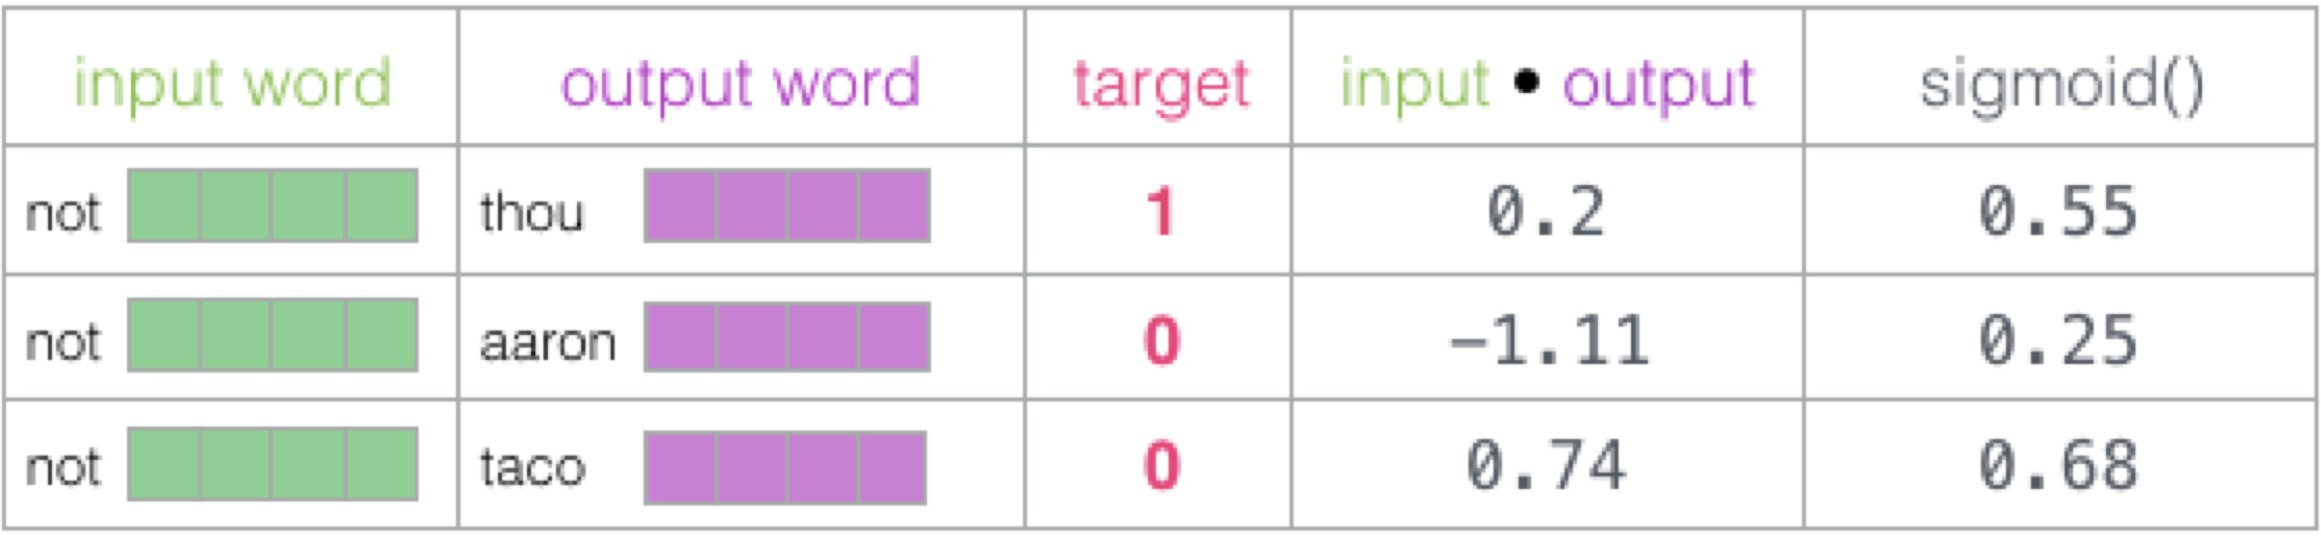 input word output word target input • output sigmoid()
not thou 1 0.2 0.55
not aaron 0 -1.11 0.25
not taco 0 0.74 0.68